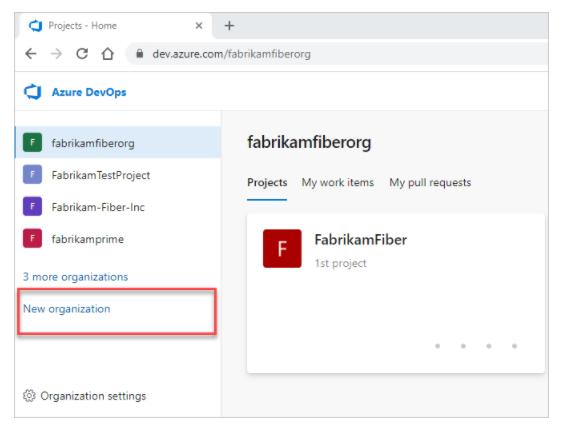 Projects - Home
dev.azure.com/fabrikamfiberorg
Azure DevOps
F fabrikamfiberorg
F FabrikamTestProject
F Fabrikam-Fiber-Inc
F fabrikamprime
3 more organizations
New organization
Organization settings
fabrikamfiberorg
Projects My work items My pull requests
F FabrikamFiber
1st project